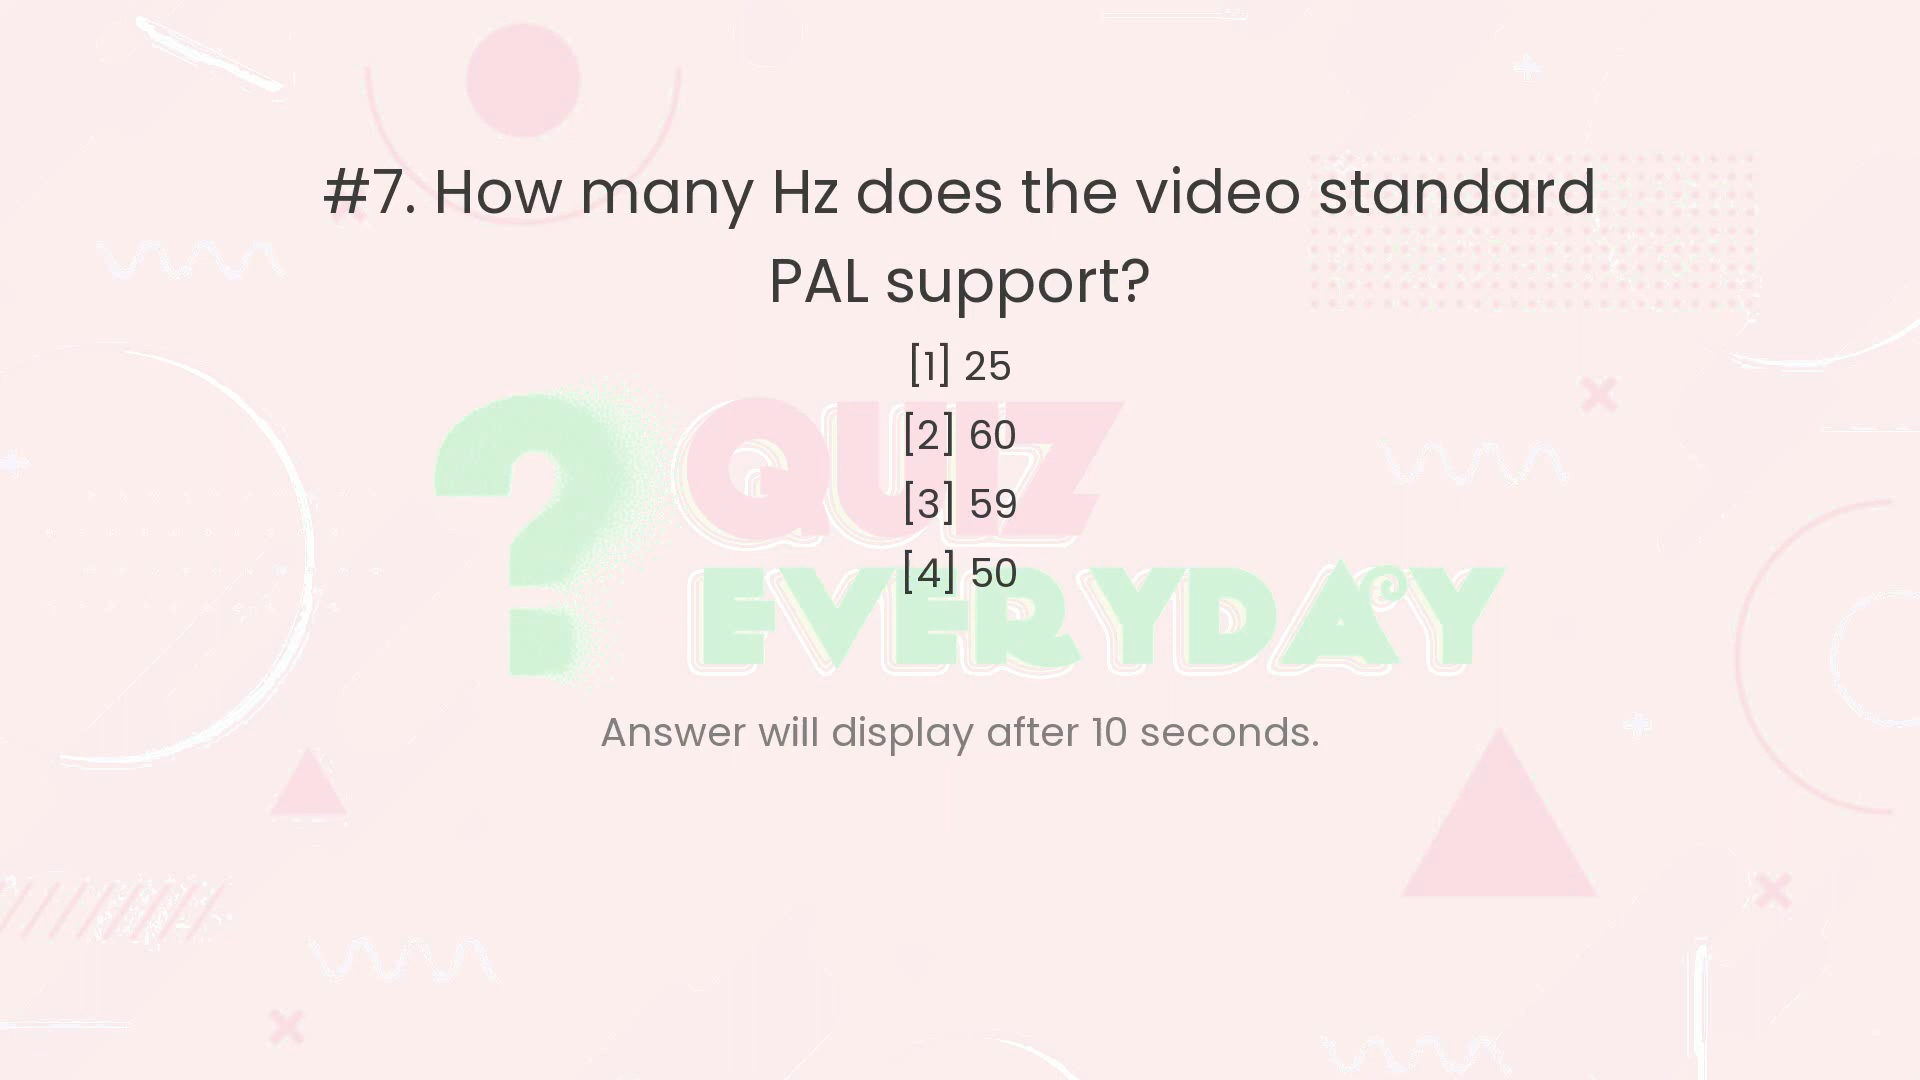 #7. How many Hz does the video standard
PAL support?
[1] 25
[2] 60
[3] 59
[4] 50
QUIZ
EVERYDAY
Answer will display after 10 seconds.